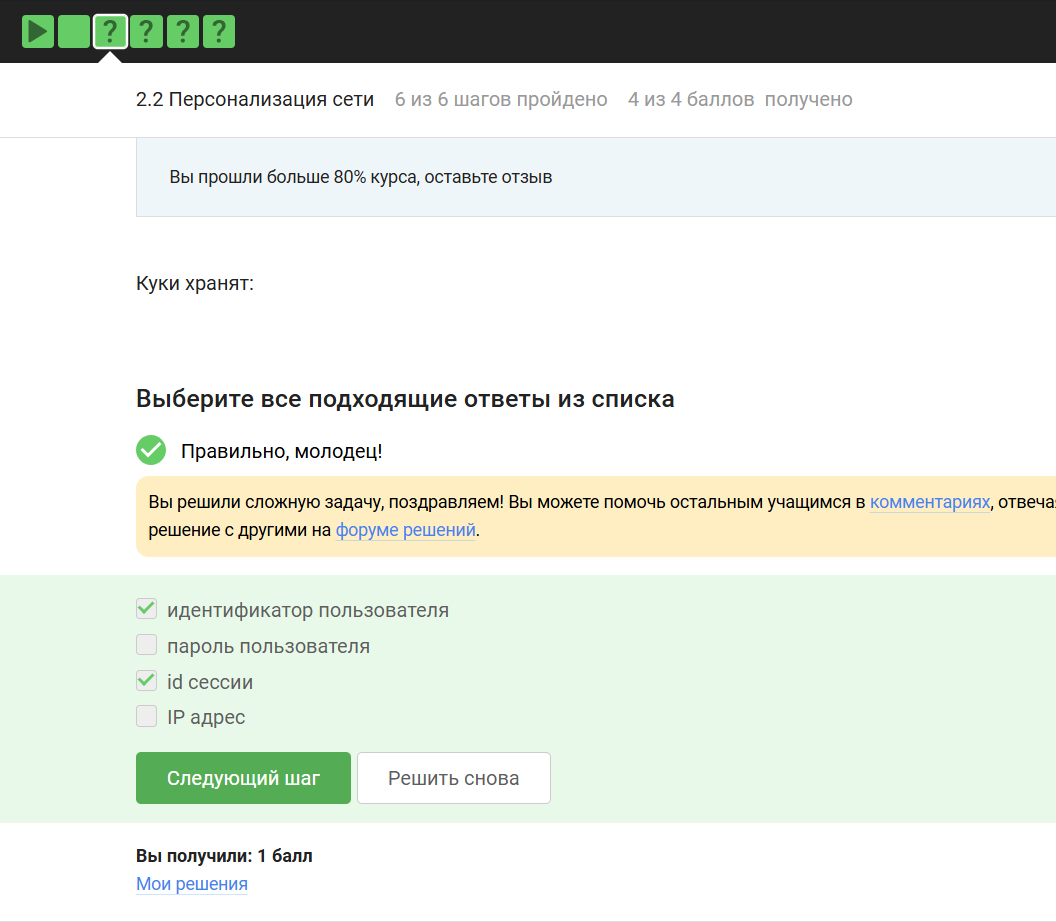 ? ? ? ?
2.2 Персонализация сети 6 из 6 шагов пройдено 4 из 4 баллов получено
Вы прошли больше 80% курса, оставьте отзыв
Куки хранят:
Выберите все подходящие ответы из списка
Правильно, молодец!
Вы решили сложную задачу, поздравляем! Вы можете помочь остальным учащимся в комментариях, отвеча
решение с другими на форуме решений.
идентификатор пользователя
пароль пользователя
id сессии
IP адрес
Следующий шаг Решить снова
Вы получили: 1 балл
Мои решения